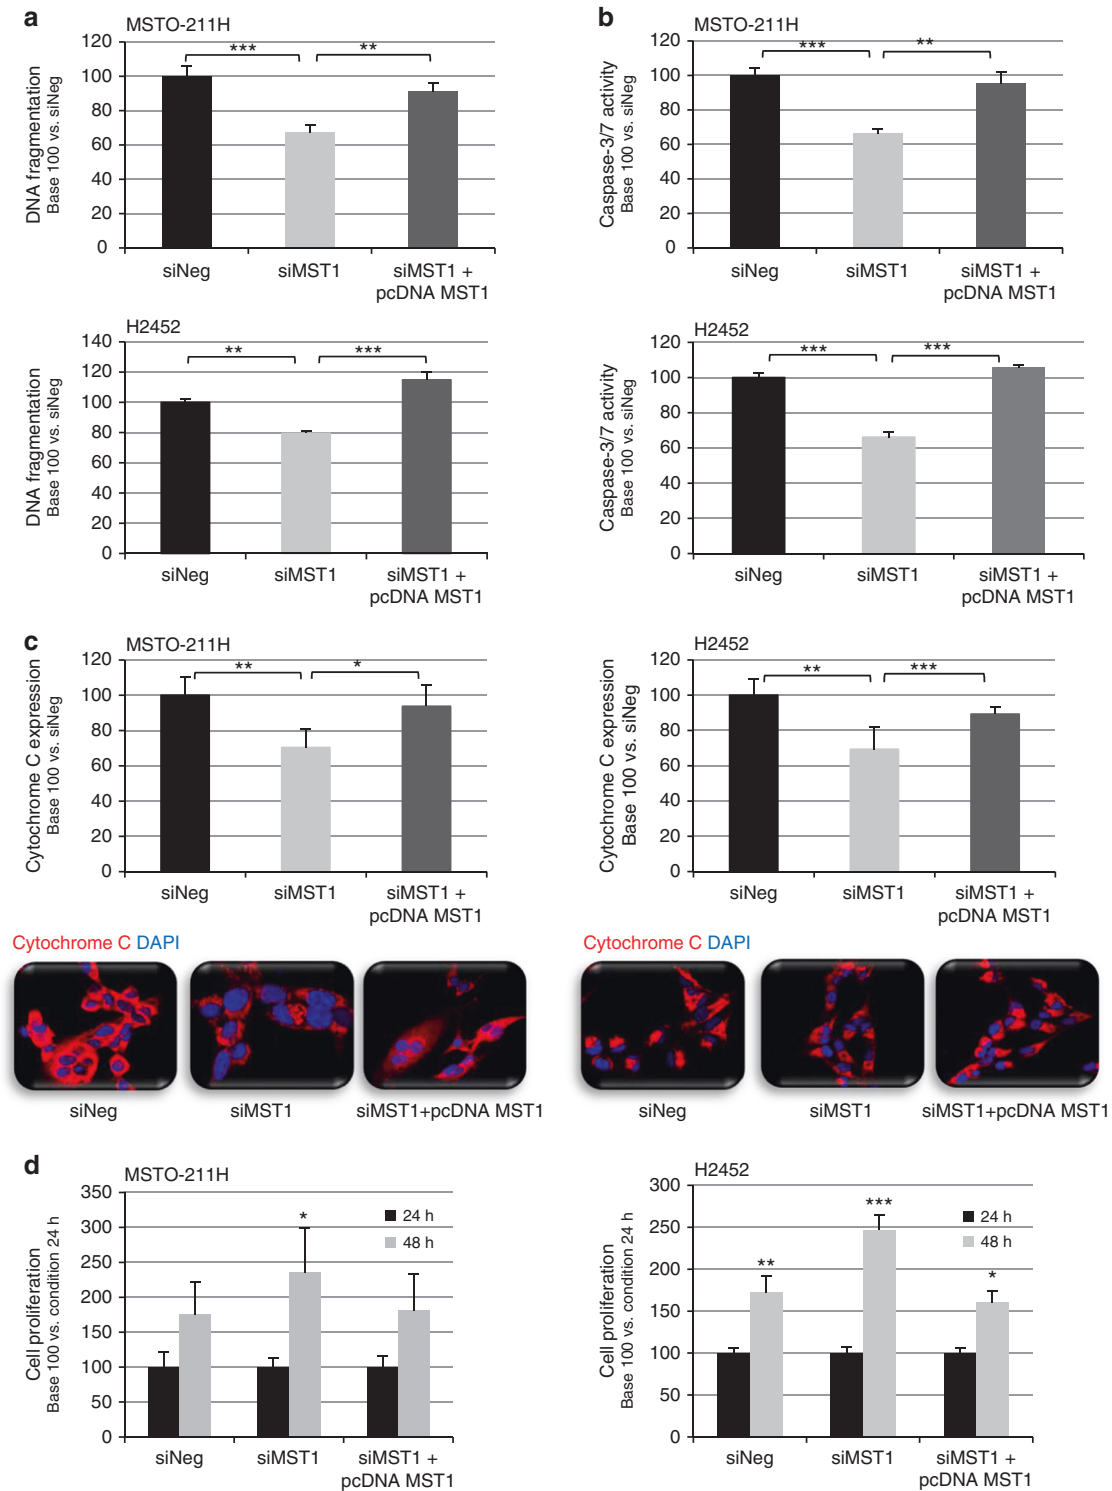 a
MSTO-211H
DNA fragmentation
Base 100 vs. siNeg
120
100
80
60
40
20
0
***
**
siNeg
siMST1
siMST1 +
pcDNA MST1
b
MSTO-211H
Caspase-3/7 activity
Base 100 vs. siNeg
120
100
80
60
40
20
0
***
**
siNeg
siMST1
siMST1 +
pcDNA MST1
H2452
DNA fragmentation
Base 100 vs. siNeg
140
120
100
80
60
40
20
0
**
***
siNeg
siMST1
siMST1 +
pcDNA MST1
H2452
Caspase-3/7 activity
Base 100 vs. siNeg
120
100
80
60
40
20
0
***
***
siNeg
siMST1
siMST1 +
pcDNA MST1
c
MSTO-211H
Cytochrome C expression
Base 100 vs. siNeg
120
100
80
60
40
20
0
**
*
siNeg
siMST1
siMST1 +
pcDNA MST1
H2452
Cytochrome C expression
Base 100 vs. siNeg
120
100
80
60
40
20
0
**
***
siNeg
siMST1
siMST1 +
pcDNA MST1
Cytochrome C DAPI
siNeg
siMST1
siMST1+pcDNA MST1
Cytochrome C DAPI
siNeg
siMST1
siMST1+pcDNA MST1
d
MSTO-211H
Cell proliferation
Base 100 vs. condition 24 h
350
300
250
200
150
100
50
0
*
24 h
48 h
siNeg
siMST1
siMST1 +
pcDNA MST1
H2452
Cell proliferation
Base 100 vs. condition 24 h
300
250
200
150
100
50
0
**
***
*
24 h
48 h
siNeg
siMST1
siMST1 +
pcDNA MST1